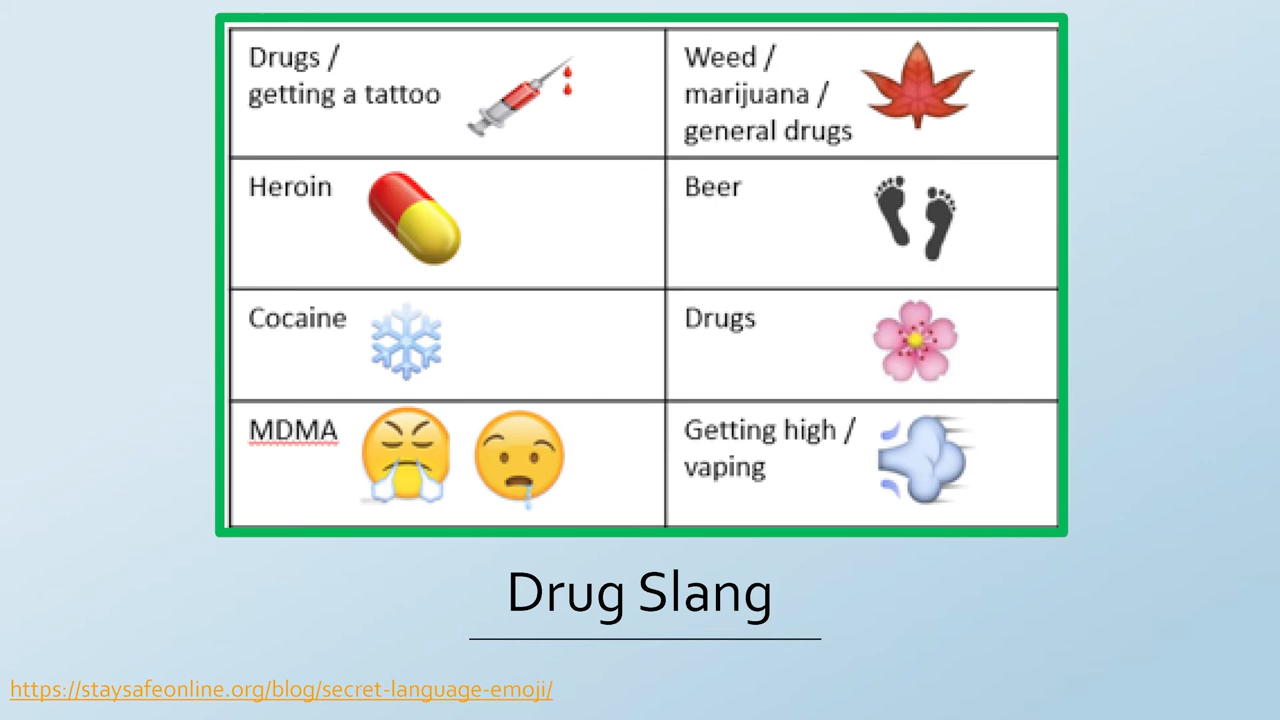 Drugs /
getting a tattoo
Weed /
marijuana /
general drugs
Heroin
Beer
Cocaine
Drugs
MDMA
Getting high /
vaping
Drug Slang
https://staysafeonline.org/blog/secret-language-emoji/